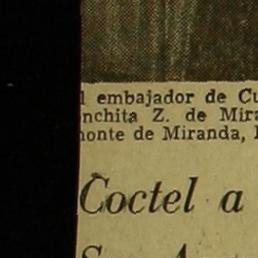 l embajador de Cu
nchita Z. de Mira
monte de Miranda,
Coctel a